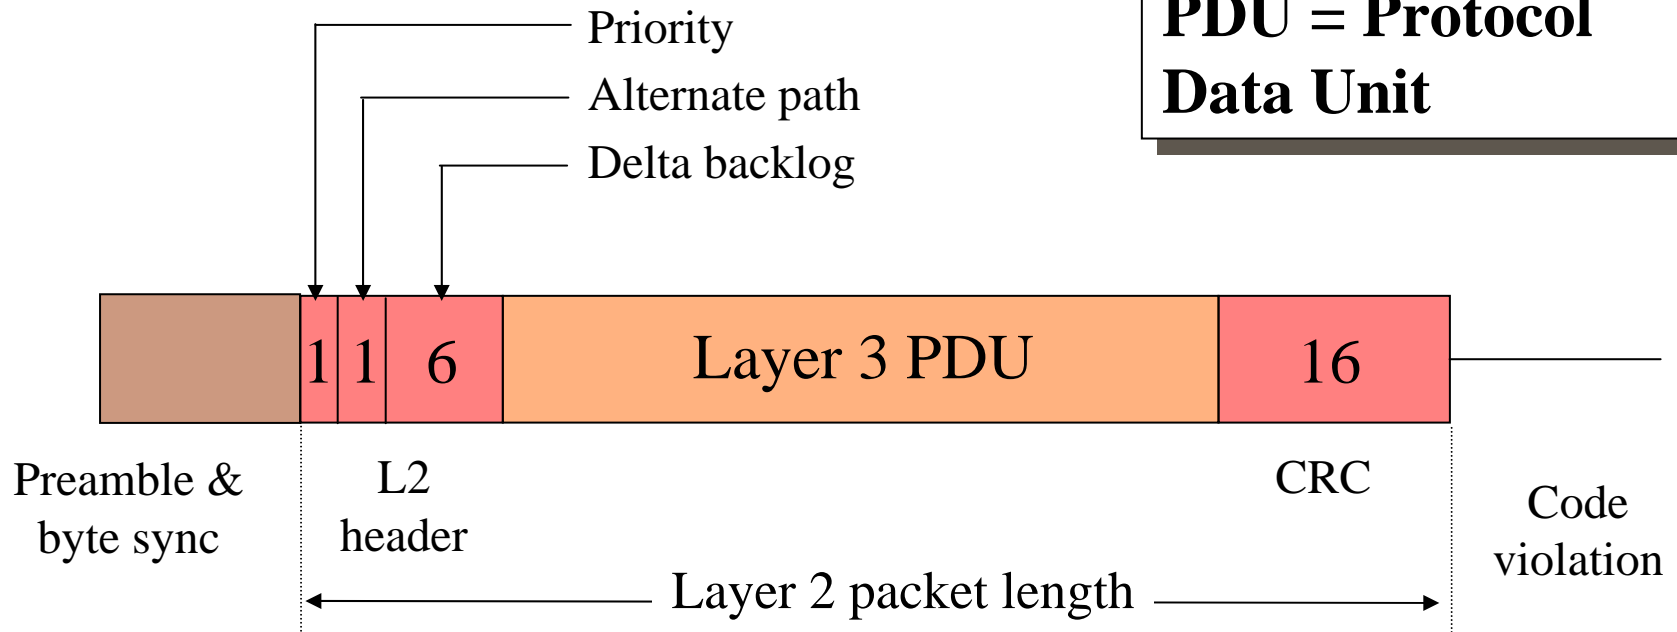 Priority
Alternate path
Delta backlog
PDU = Protocol
Data Unit
1 1 6 Layer 3 PDU 16
Preamble &
byte sync
L2
header
CRC
Code
violation
Layer 2 packet length